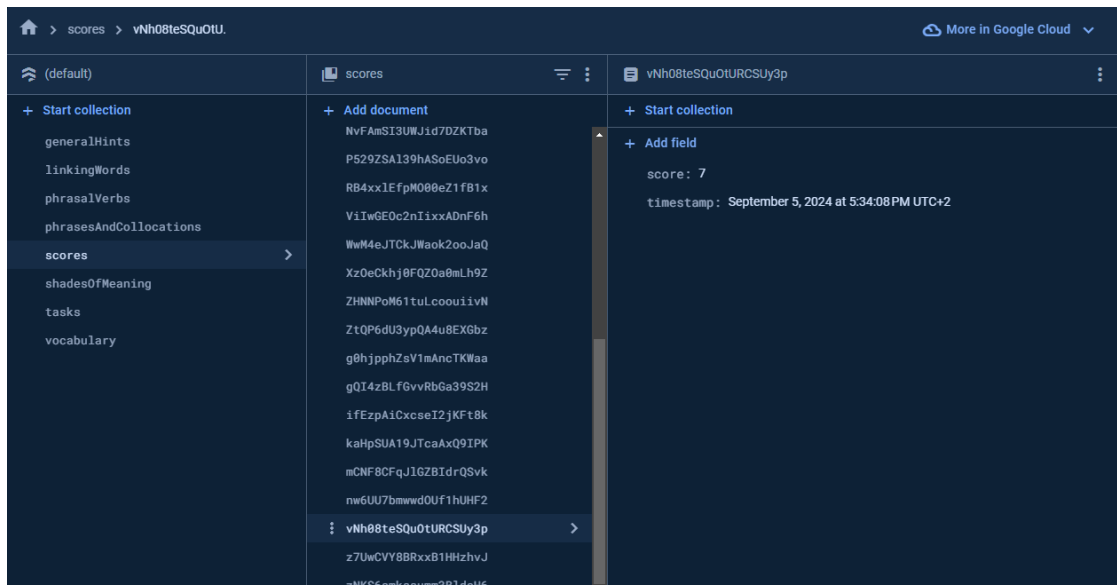 scores vNh08teSQuOtU.
More in Google Cloud
(default)
Start collection
generalHints
linkingWords
phrasalVerbs
phrasesAndCollocations
scores
shadesOfMeaning
tasks
vocabulary
scores
Add document
NvFAmSI3UWJid7DZKTba
P529ZSAl39hASoEUo3vo
RB4xxlEfpMO00eZ1fB1x
ViIwGEOc2nIixxADnF6h
WwM4eJTCkJWaok2ooJaQ
XzOeCkhj0FQZOa0mLh9Z
ZHNNPoM61tuLcoouiivN
ZtQP6dU3ypQA4u8EXGbz
g0hjpphZsV1mAncTKWaa
gQI4zBLfGvvRbGa39S2H
ifEzpAiCxcseI2jKFt8k
kaHpSUA19JTcaAxQ9IPK
mCNF8CFqJlGZBIdrQSvk
nw6UU7bmwwdOUf1hUHF2
vNh08teSQuOtURCSUy3p
z7UwCVY8BRxxB1HHzhvJ
vNh08teSQuOtURCSUy3p
Start collection
Add field
score: 7
timestamp: September 5, 2024 at 5:34:08 PM UTC+2